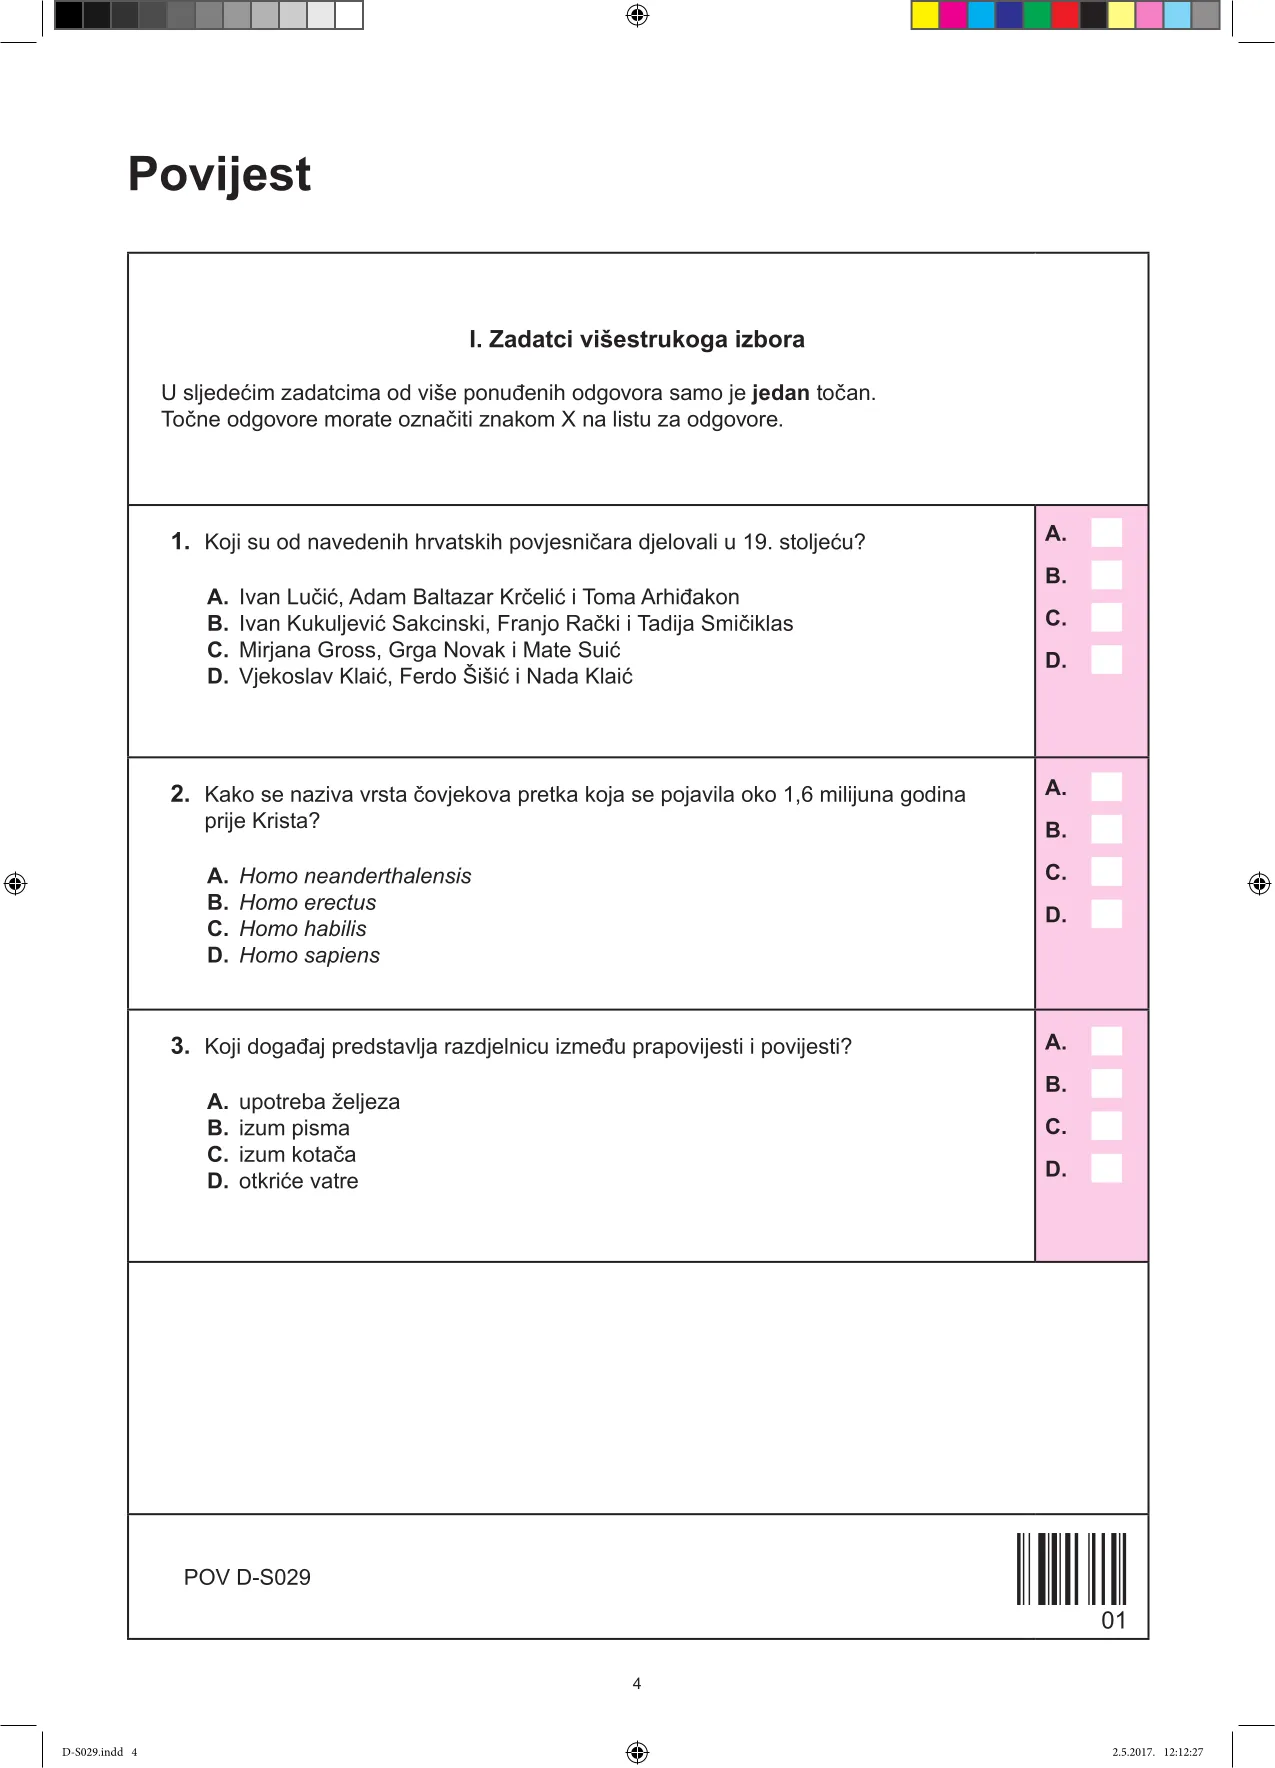 Povijest
I. Zadatci višestrukoga izbora
U sljedećim zadatcima od više ponuđenih odgovora samo je jedan točan.
Točne odgovore morate označiti znakom X na listu za odgovore.
1. Koji su od navedenih hrvatskih povjesničara djelovali u 19. stoljeću?
A. Ivan Lučić, Adam Baltazar Krčelić i Toma Arhiđakon
B. Ivan Kukuljević Sakcinski, Franjo Rački i Tadija Smičiklas
C. Mirjana Gross, Grga Novak i Mate Suić
D. Vjekoslav Klaić, Ferdo Šišić i Nada Klaić
A.
B.
C.
D.
2. Kako se naziva vrsta čovjekova pretka koja se pojavila oko 1,6 milijuna godina
prije Krista?
A. Homo neanderthalensis
B. Homo erectus
C. Homo habilis
D. Homo sapiens
A.
B.
C.
D.
3. Koji događaj predstavlja razdjelnicu između prapovijesti i povijesti?
A. upotreba željeza
B. izum pisma
C. izum kotača
D. otkriće vatre
A.
B.
C.
D.
POV D-S029
01
4
D-S029.indd 4
2.5.2017. 12:12:27